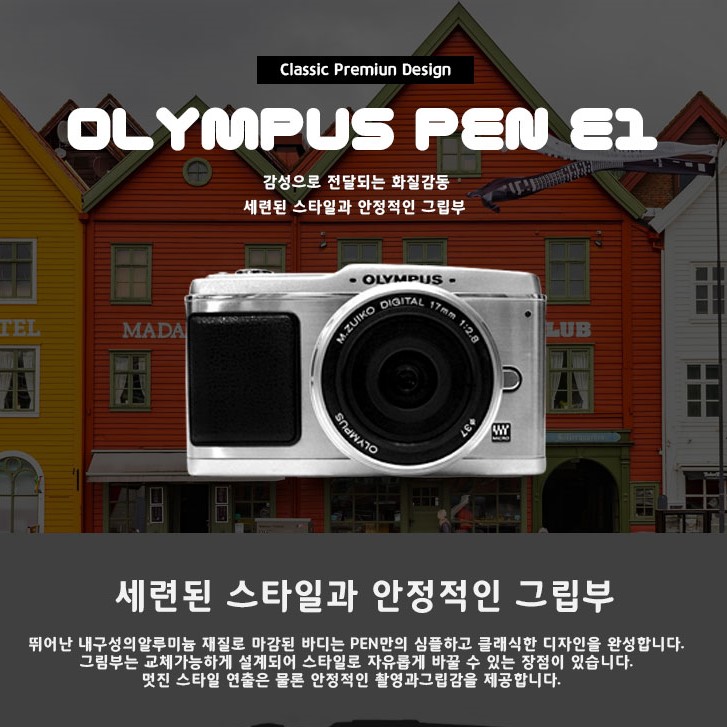 Classic Premiun Design
OLYMPUS PEN E1
감성으로 전달되는 화질감동
세련된 스타일과 안정적인 그립부
OLYMPUS
M.ZUIKO DIGITAL 17mm 1:2.8
OLYMPUS
ø37
MICRO
TEL
MADA
CLUB
세련된 스타일과 안정적인 그립부
뛰어난 내구성의알루미늄 재질로 마감된 바디는 PEN만의 심플하고 클래식한 디자인을 완성합니다.
그림부는 교체가능하게 설계되어 스타일로 자유롭게 바꿀 수 있는 장점이 있습니다.
멋진 스타일 연출은 물론 안정적인 촬영과그립감을 제공합니다.